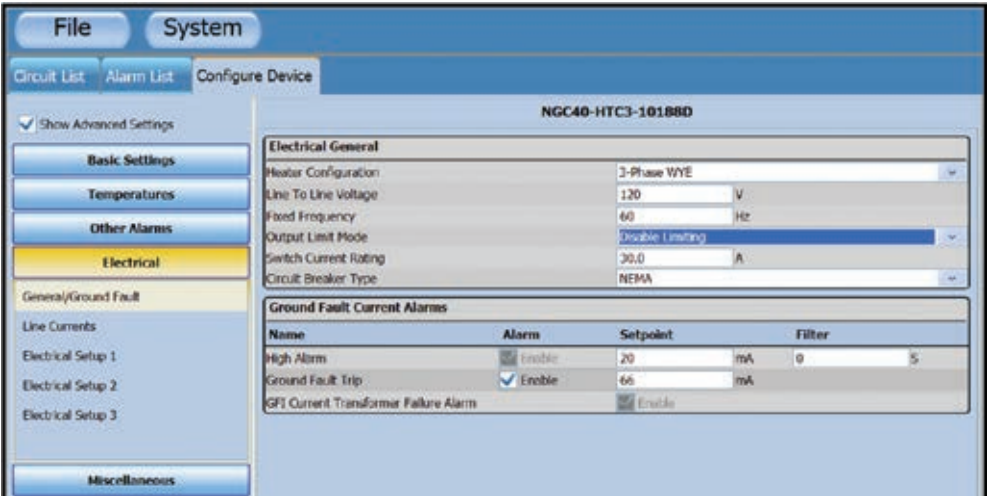 File System
Circuit List Alarm List Configure Device
Show Advanced Settings
Basic Settings
Temperatures
Other Alarms
Electrical
General/Ground Fault
Line Currents
Electrical Setup 1
Electrical Setup 2
Electrical Setup 3
Miscellaneous
NGC40-HTC3-10188D
Electrical General
Heater Configuration 3-Phase WYE
Line To Line Voltage 120 V
Fixed Frequency 60 Hz
Output Limit Mode Disable Limiting
Switch Current Rating 30.0 A
Circuit Breaker Type NEMA
Ground Fault Current Alarms
Name Alarm Setpoint Filter
High Alarm Enable 20 mA 0 S
Ground Fault Trip Enable 66 mA
GFI Current Transformer Failure Alarm Enable